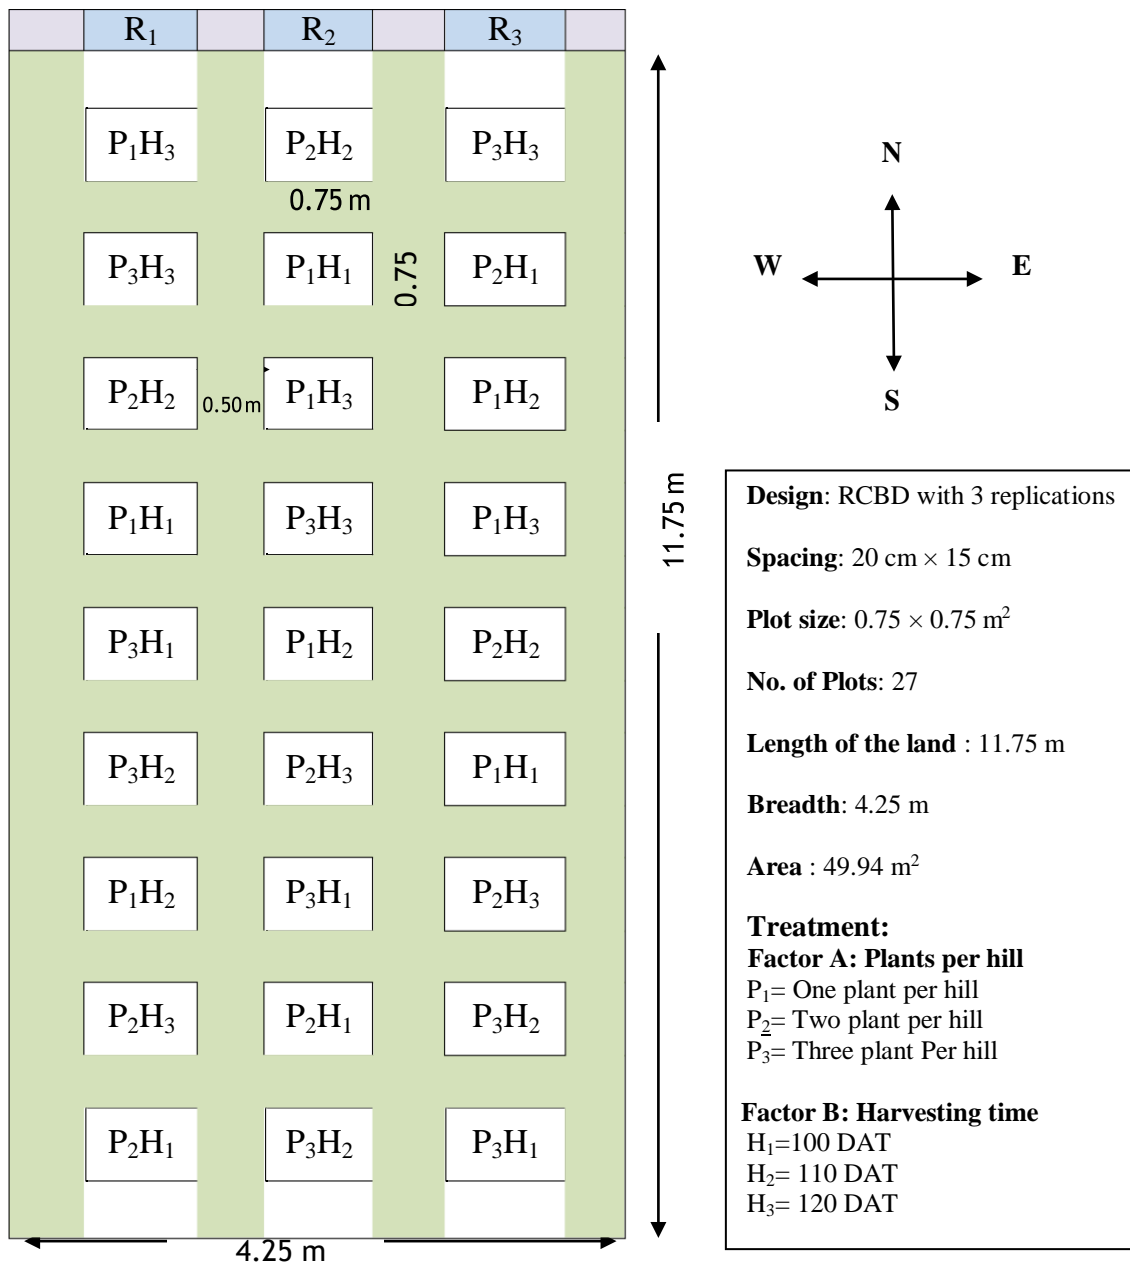 R₁ R₂ R₃
P₁H₃ P₂H₂ P₃H₃
0.75 m
P₃H₃ P₁H₁ P₂H₁
0.75
P₂H₂ 0.50 m P₁H₃ P₁H₂
P₁H₁ P₃H₃ P₁H₃
P₃H₁ P₁H₂ P₂H₂
P₃H₂ P₂H₃ P₁H₁
P₁H₂ P₃H₁ P₂H₃
P₂H₃ P₂H₁ P₃H₂
P₂H₁ P₃H₂ P₃H₁
4.25 m
11.75 m
N
W E
S
Design: RCBD with 3 replications
Spacing: 20 cm × 15 cm
Plot size: 0.75 × 0.75 m²
No. of Plots: 27
Length of the land : 11.75 m
Breadth: 4.25 m
Area : 49.94 m²
Treatment:
Factor A: Plants per hill
P₁= One plant per hill
P₂= Two plant per hill
P₃= Three plant Per hill
Factor B: Harvesting time
H₁=100 DAT
H₂= 110 DAT
H₃= 120 DAT